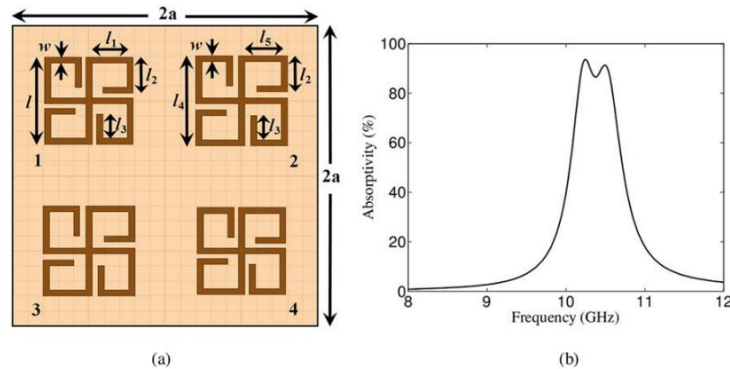 2a
w
l₁
l₂
l
l₃
1
w
l₅
l₂
l₄
l₃
2
2a
3
4
(a)
100
80
60
40
20
0
Absorptivity (%)
8
9
10
11
12
Frequency (GHz)
(b)